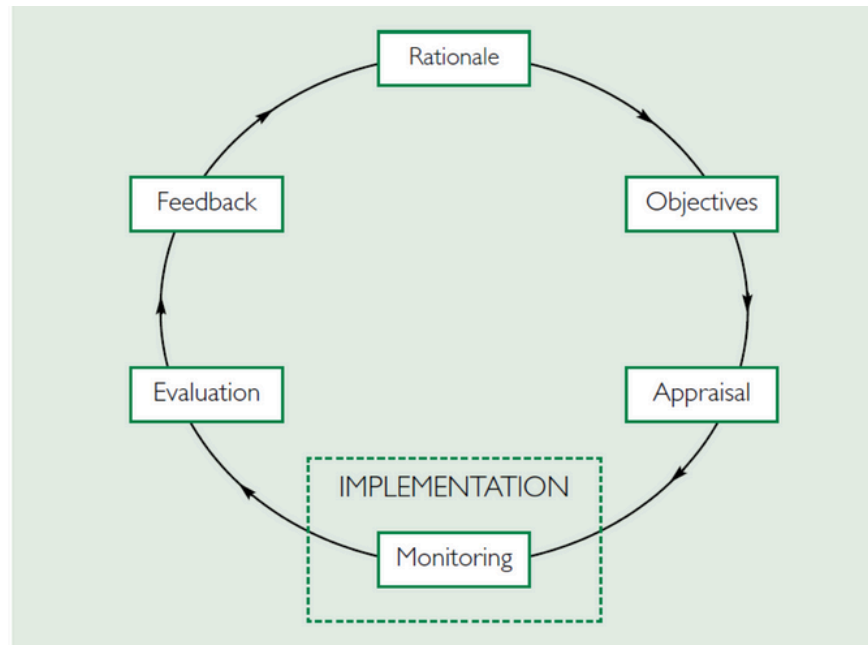 Rationale
Objectives
Appraisal
IMPLEMENTATION
Monitoring
Evaluation
Feedback